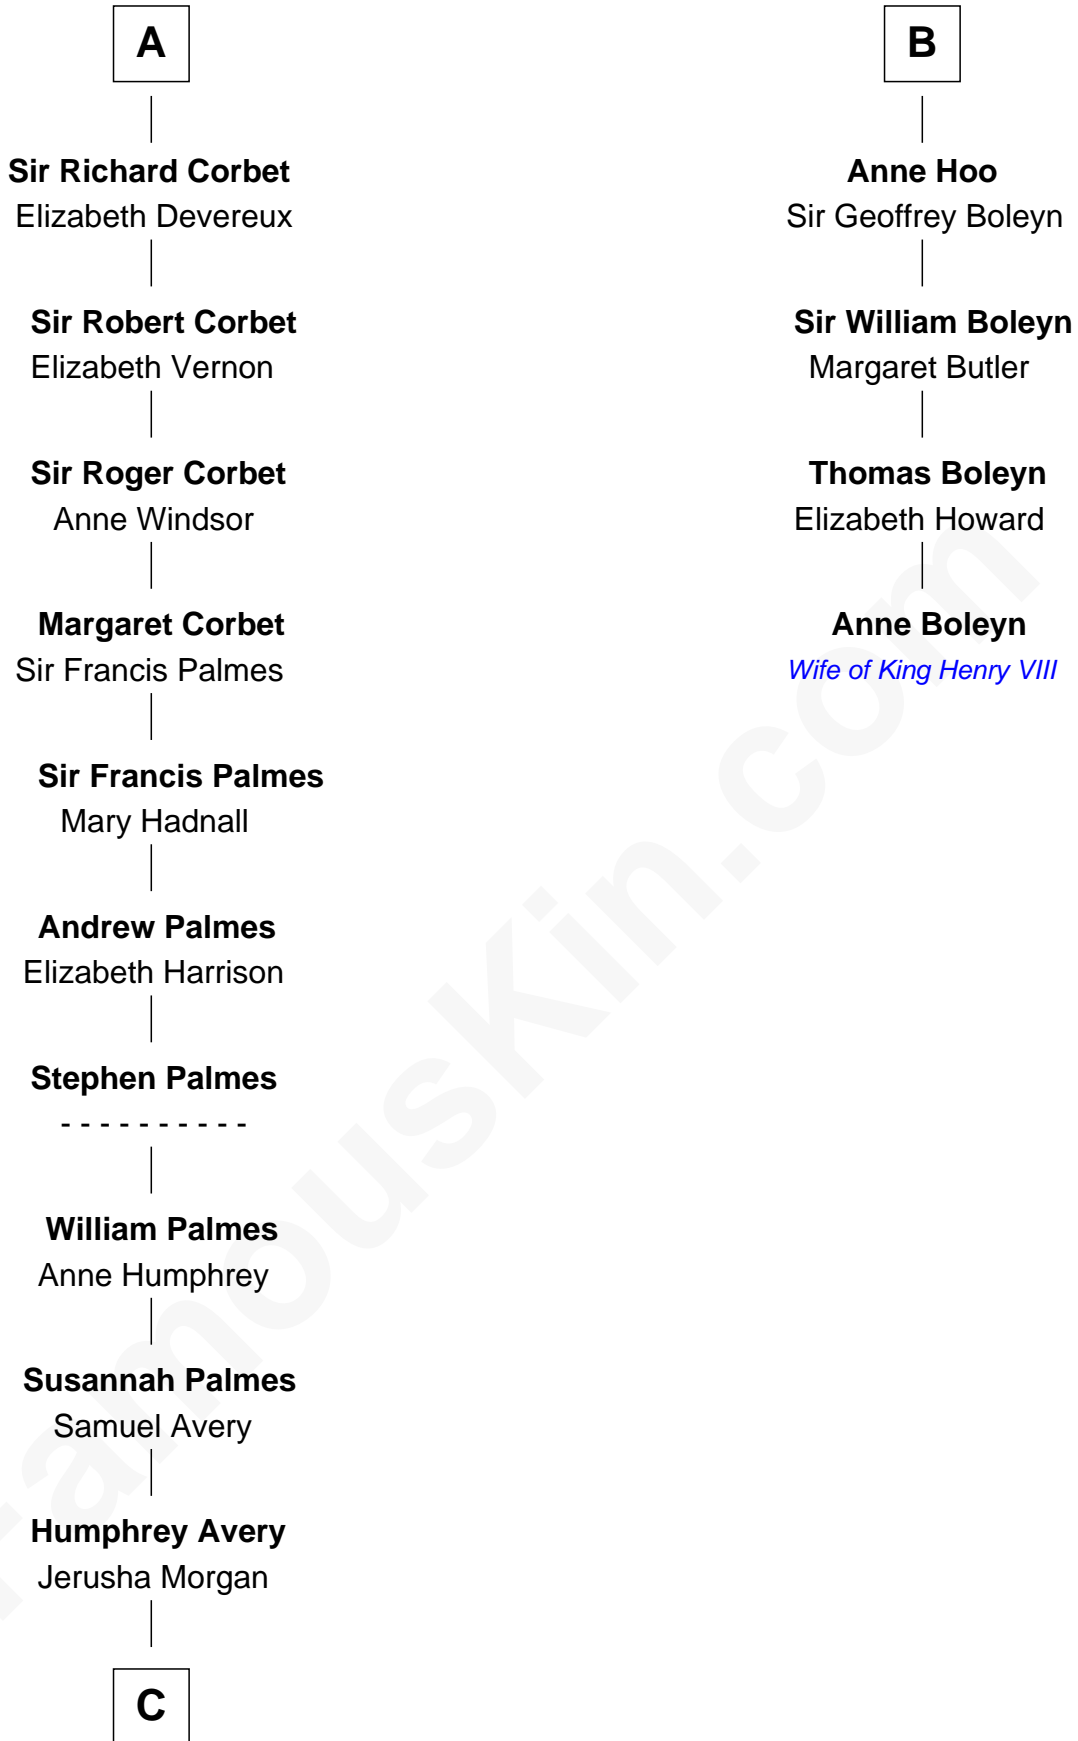 A
Sir Richard Corbet
Elizabeth Devereux
Sir Robert Corbet
Elizabeth Vernon
Sir Roger Corbet
Anne Windsor
Margaret Corbet
Sir Francis Palmes
Sir Francis Palmes
Mary Hadnall
Andrew Palmes
Elizabeth Harrison
Stephen Palmes
- - - - - - - - - -
William Palmes
Anne Humphrey
Susannah Palmes
Samuel Avery
Humphrey Avery
Jerusha Morgan
C
B
Anne Hoo
Sir Geoffrey Boleyn
Sir William Boleyn
Margaret Butler
Thomas Boleyn
Elizabeth Howard
Anne Boleyn
Wife of King Henry VIII
FamousKin.com